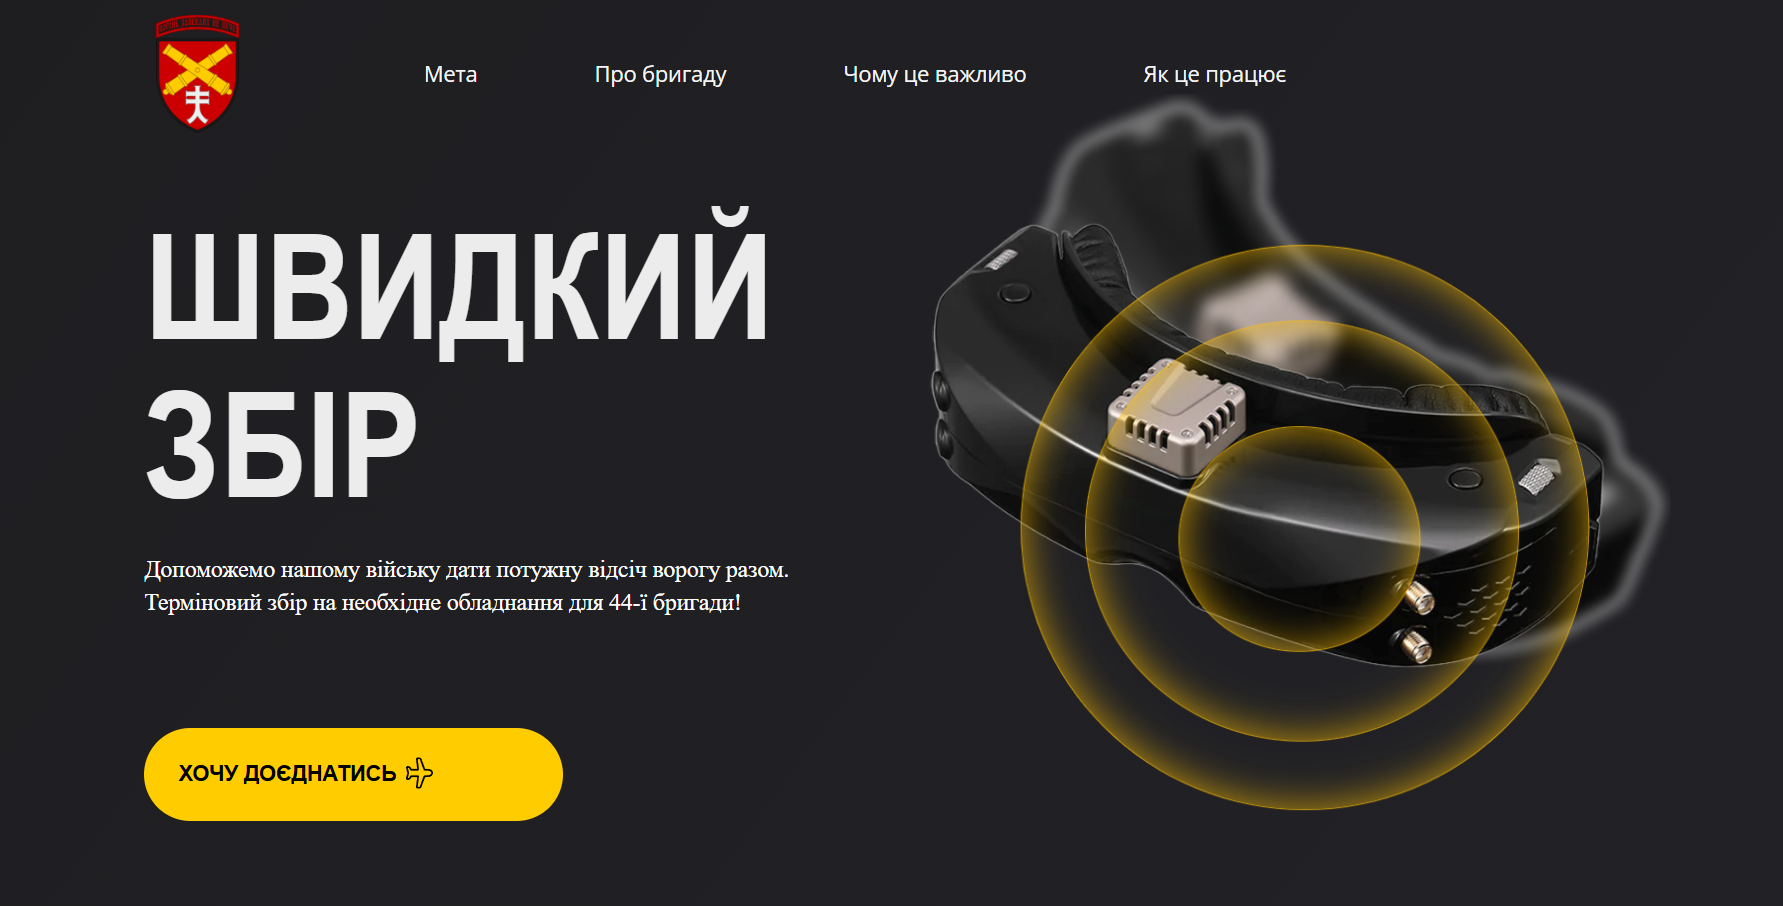 Мета
Про бригаду
Чому це важливо
Як це працює
ШВИДКИЙ
ЗБІР
Допоможемо нашому війську дати потужну відсіч ворогу разом.
Терміновий збір на необхідне обладнання для 44-ї бригади!
ХОЧУ ДОЄДНАТИСЬ